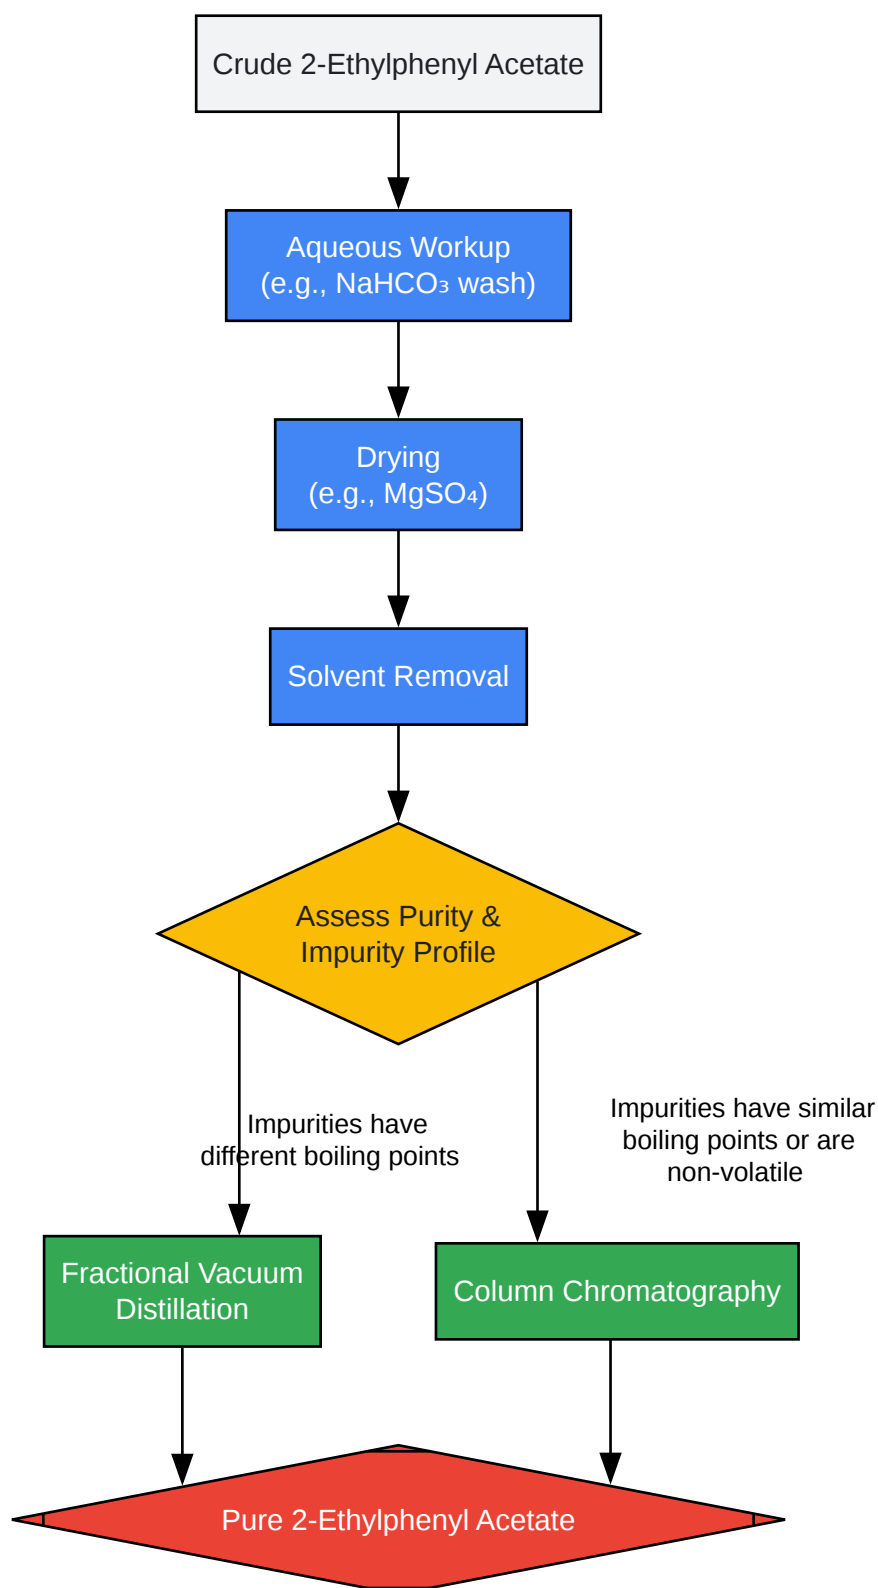 Crude 2-Ethylphenyl Acetate
Aqueous Workup
(e.g., NaHCO₃ wash)
Drying
(e.g., MgSO₄)
Solvent Removal
Assess Purity &
Impurity Profile
Impurities have
different boiling points
Impurities have similar
boiling points or are
non-volatile
Fractional Vacuum
Distillation
Column Chromatography
Pure 2-Ethylphenyl Acetate